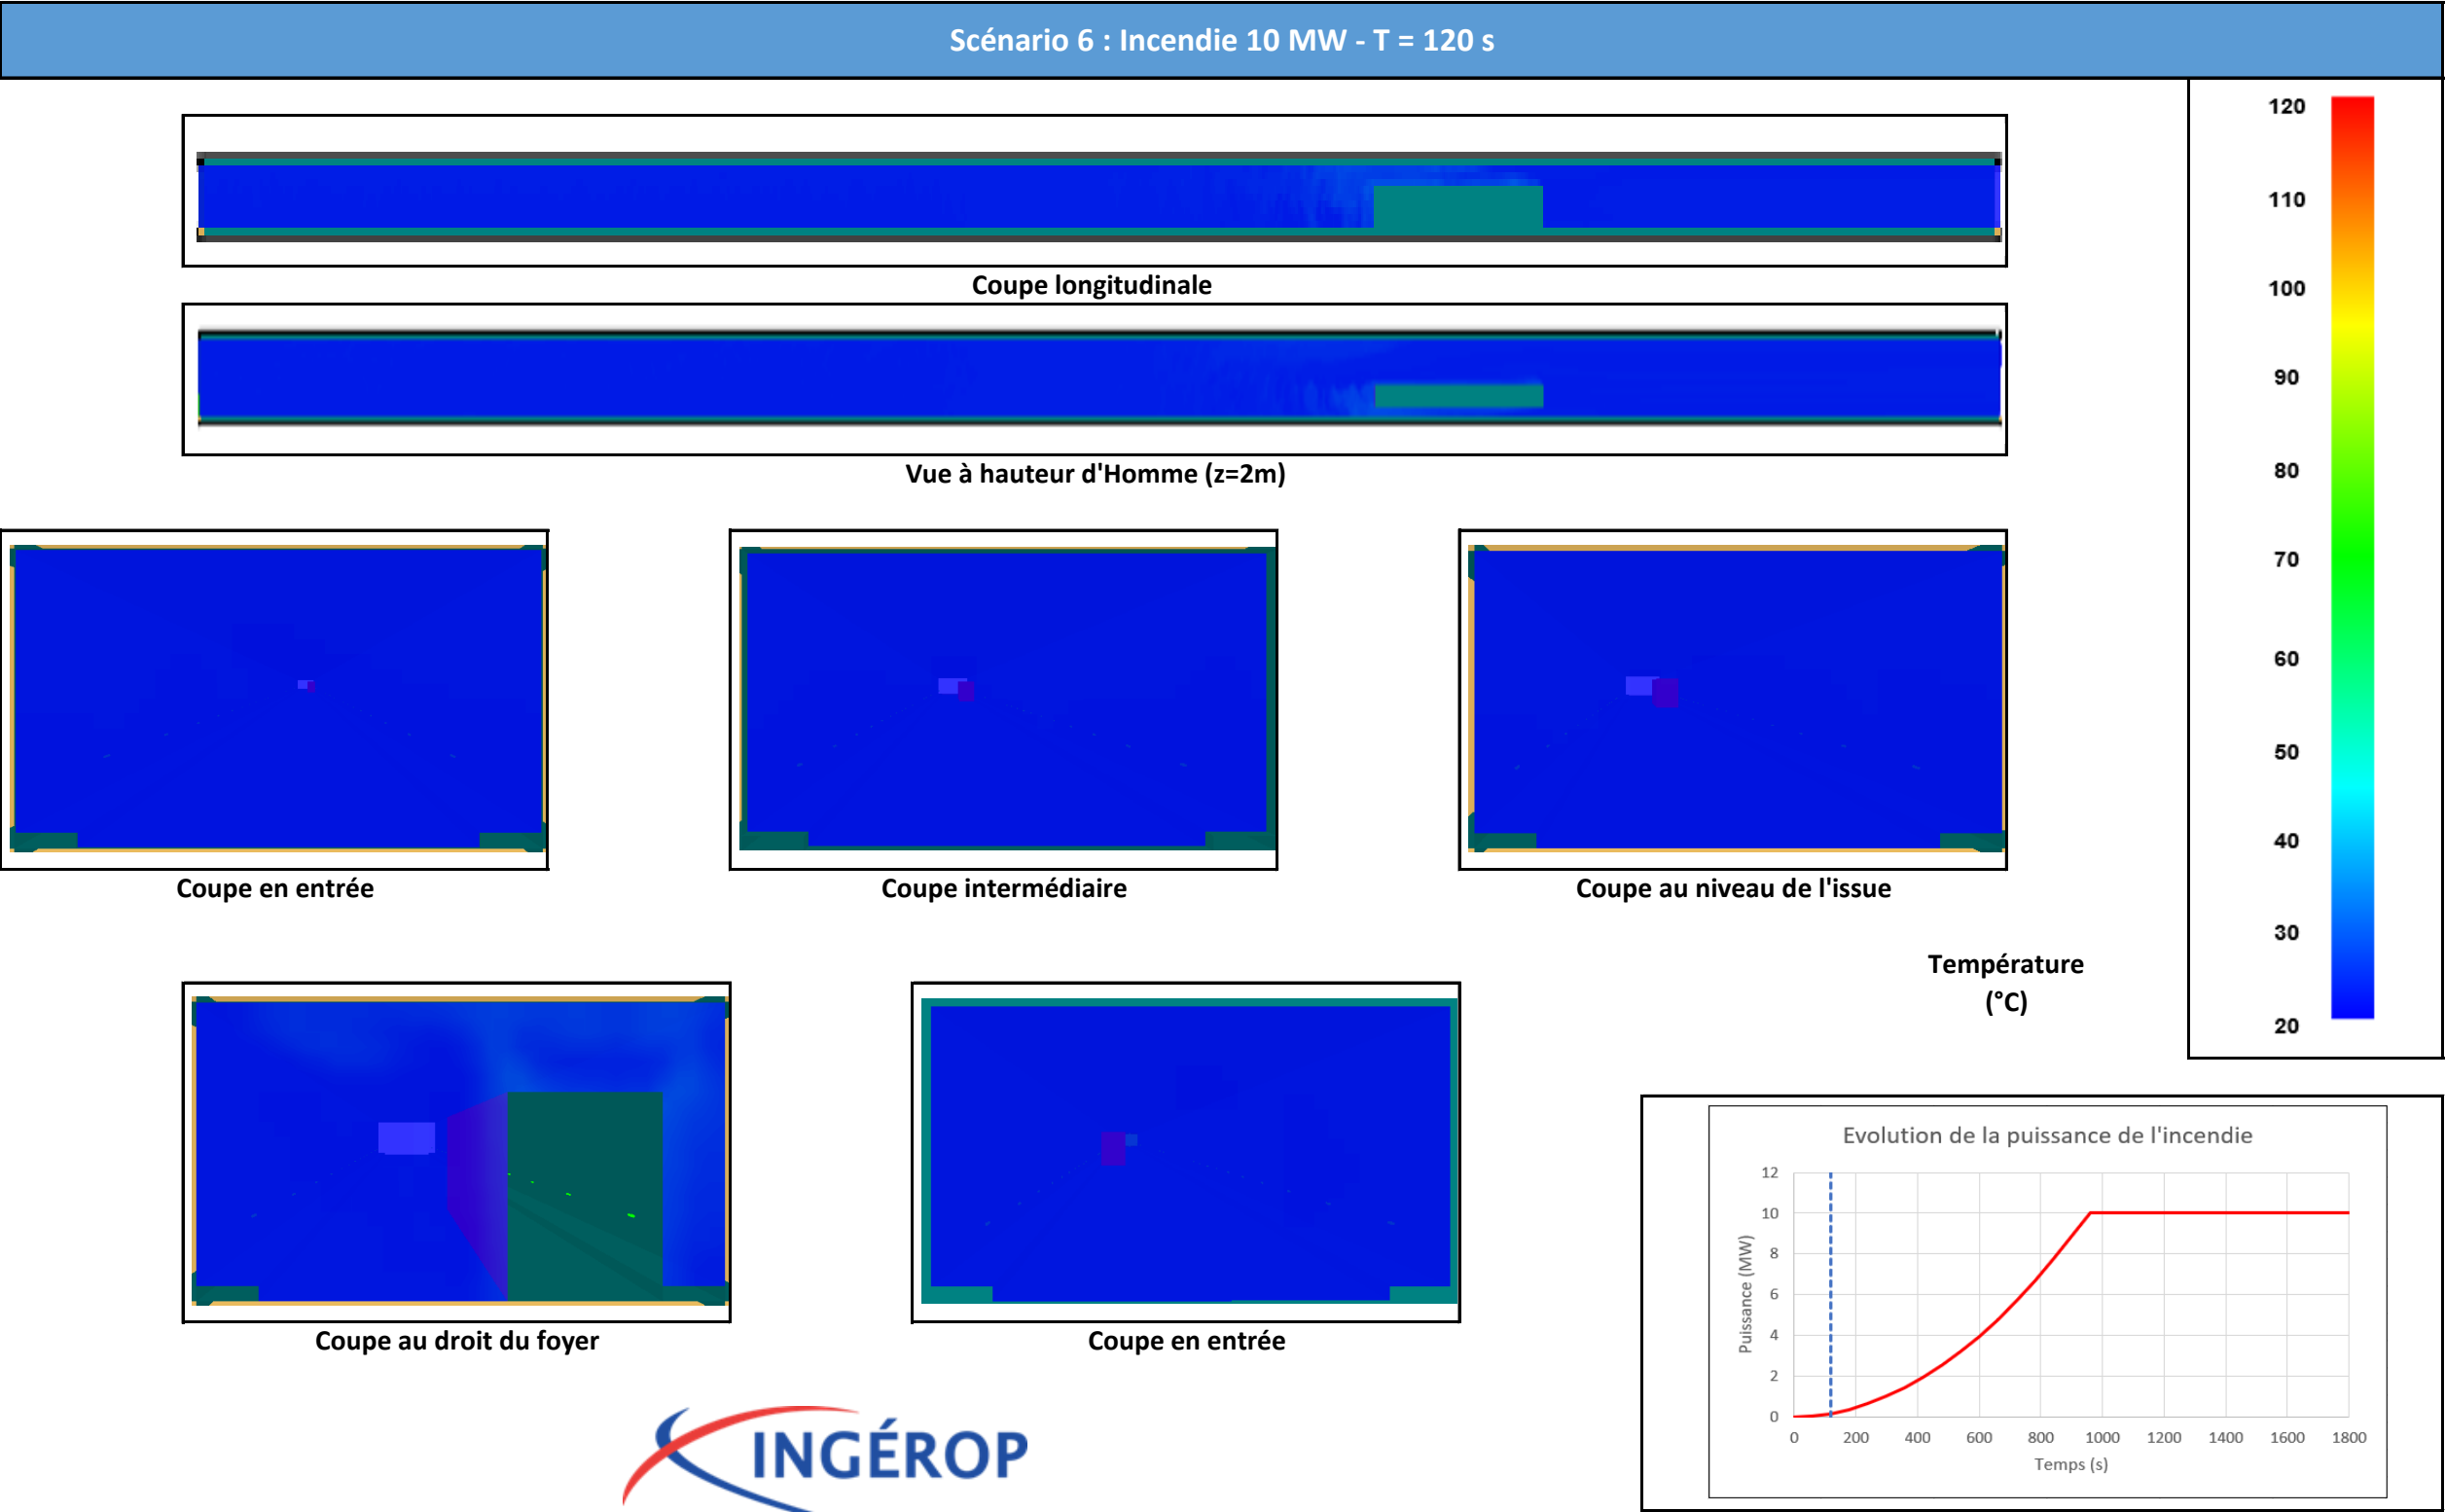 Scénario 6 : Incendie 10 MW - T = 120 s
120
110
100
90
80
70
60
50
40
30
20
Coupe longitudinale
Vue à hauteur d'Homme (z=2m)
Coupe en entrée
Coupe intermédiaire
Coupe au niveau de l'issue
Température
(°C)
Coupe au droit du foyer
Coupe en entrée
Evolution de la puissance de l'incendie
Puissance (MW)
12
10
8
6
4
2
0
0 200 400 600 800 1000 1200 1400 1600 1800
Temps (s)
INGÉROP